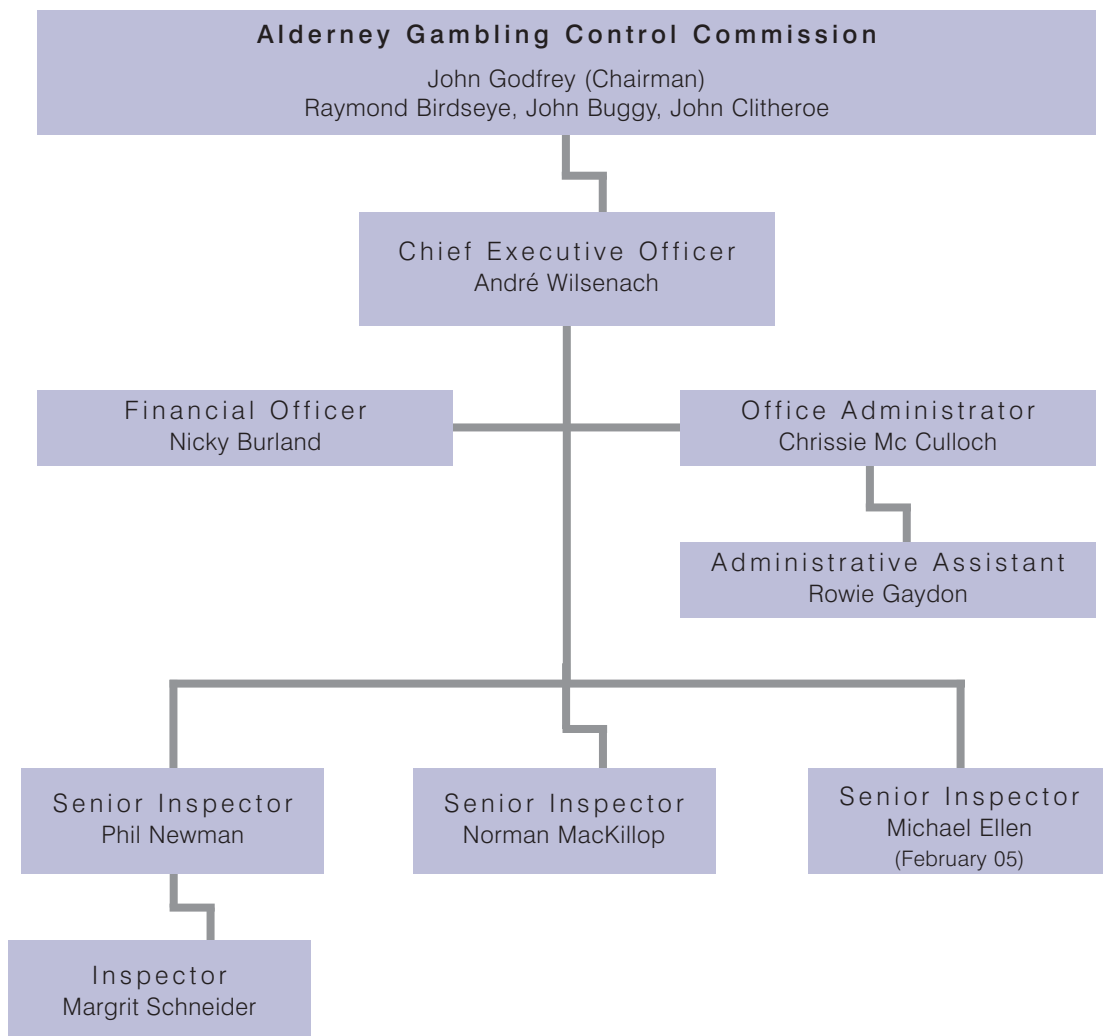 Alderney Gambling Control Commission
John Godfrey (Chairman)
Raymond Birdseye, John Buggy, John Clitheroe
Chief Executive Officer
André Wilsenach
Financial Officer
Nicky Burland
Office Administrator
Chrissie Mc Culloch
Administrative Assistant
Rowie Gaydon
Senior Inspector
Phil Newman
Senior Inspector
Norman MacKillop
Senior Inspector
Michael Ellen
(February 05)
Inspector
Margrit Schneider